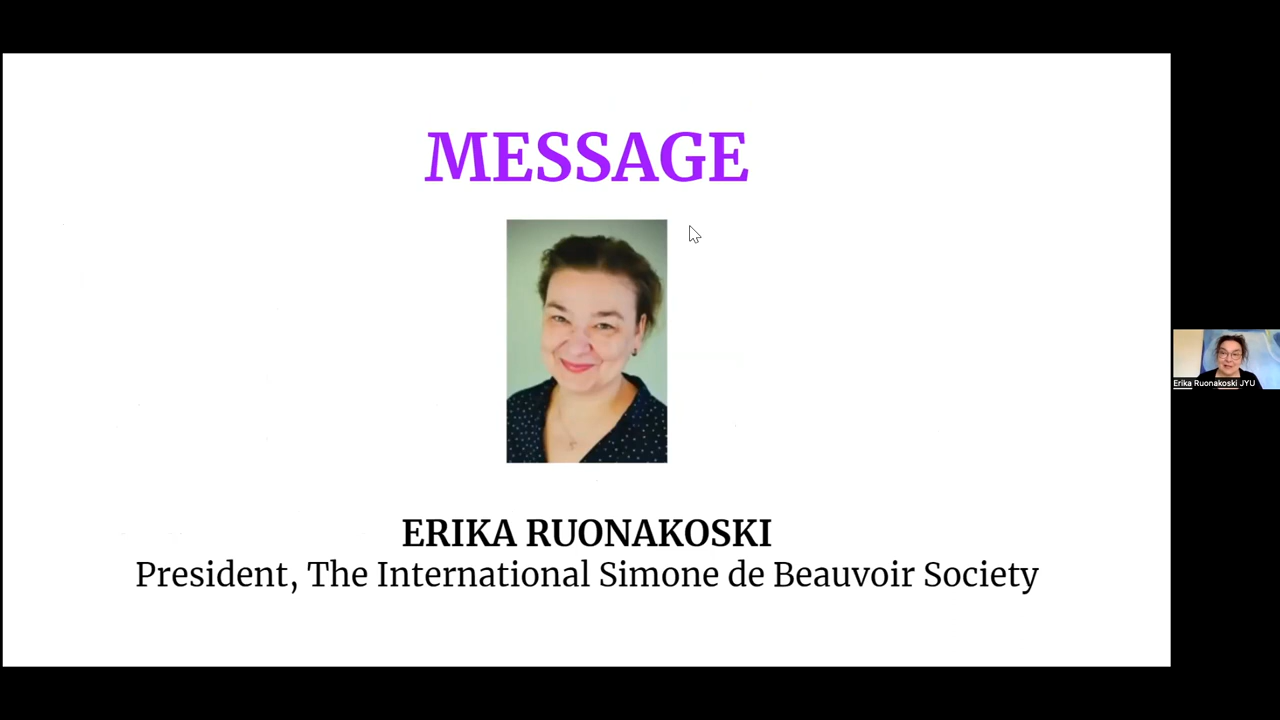 MESSAGE
ERIKA RUONAKOSKI
President, The International Simone de Beauvoir Society
Erika Ruonakoski JYU